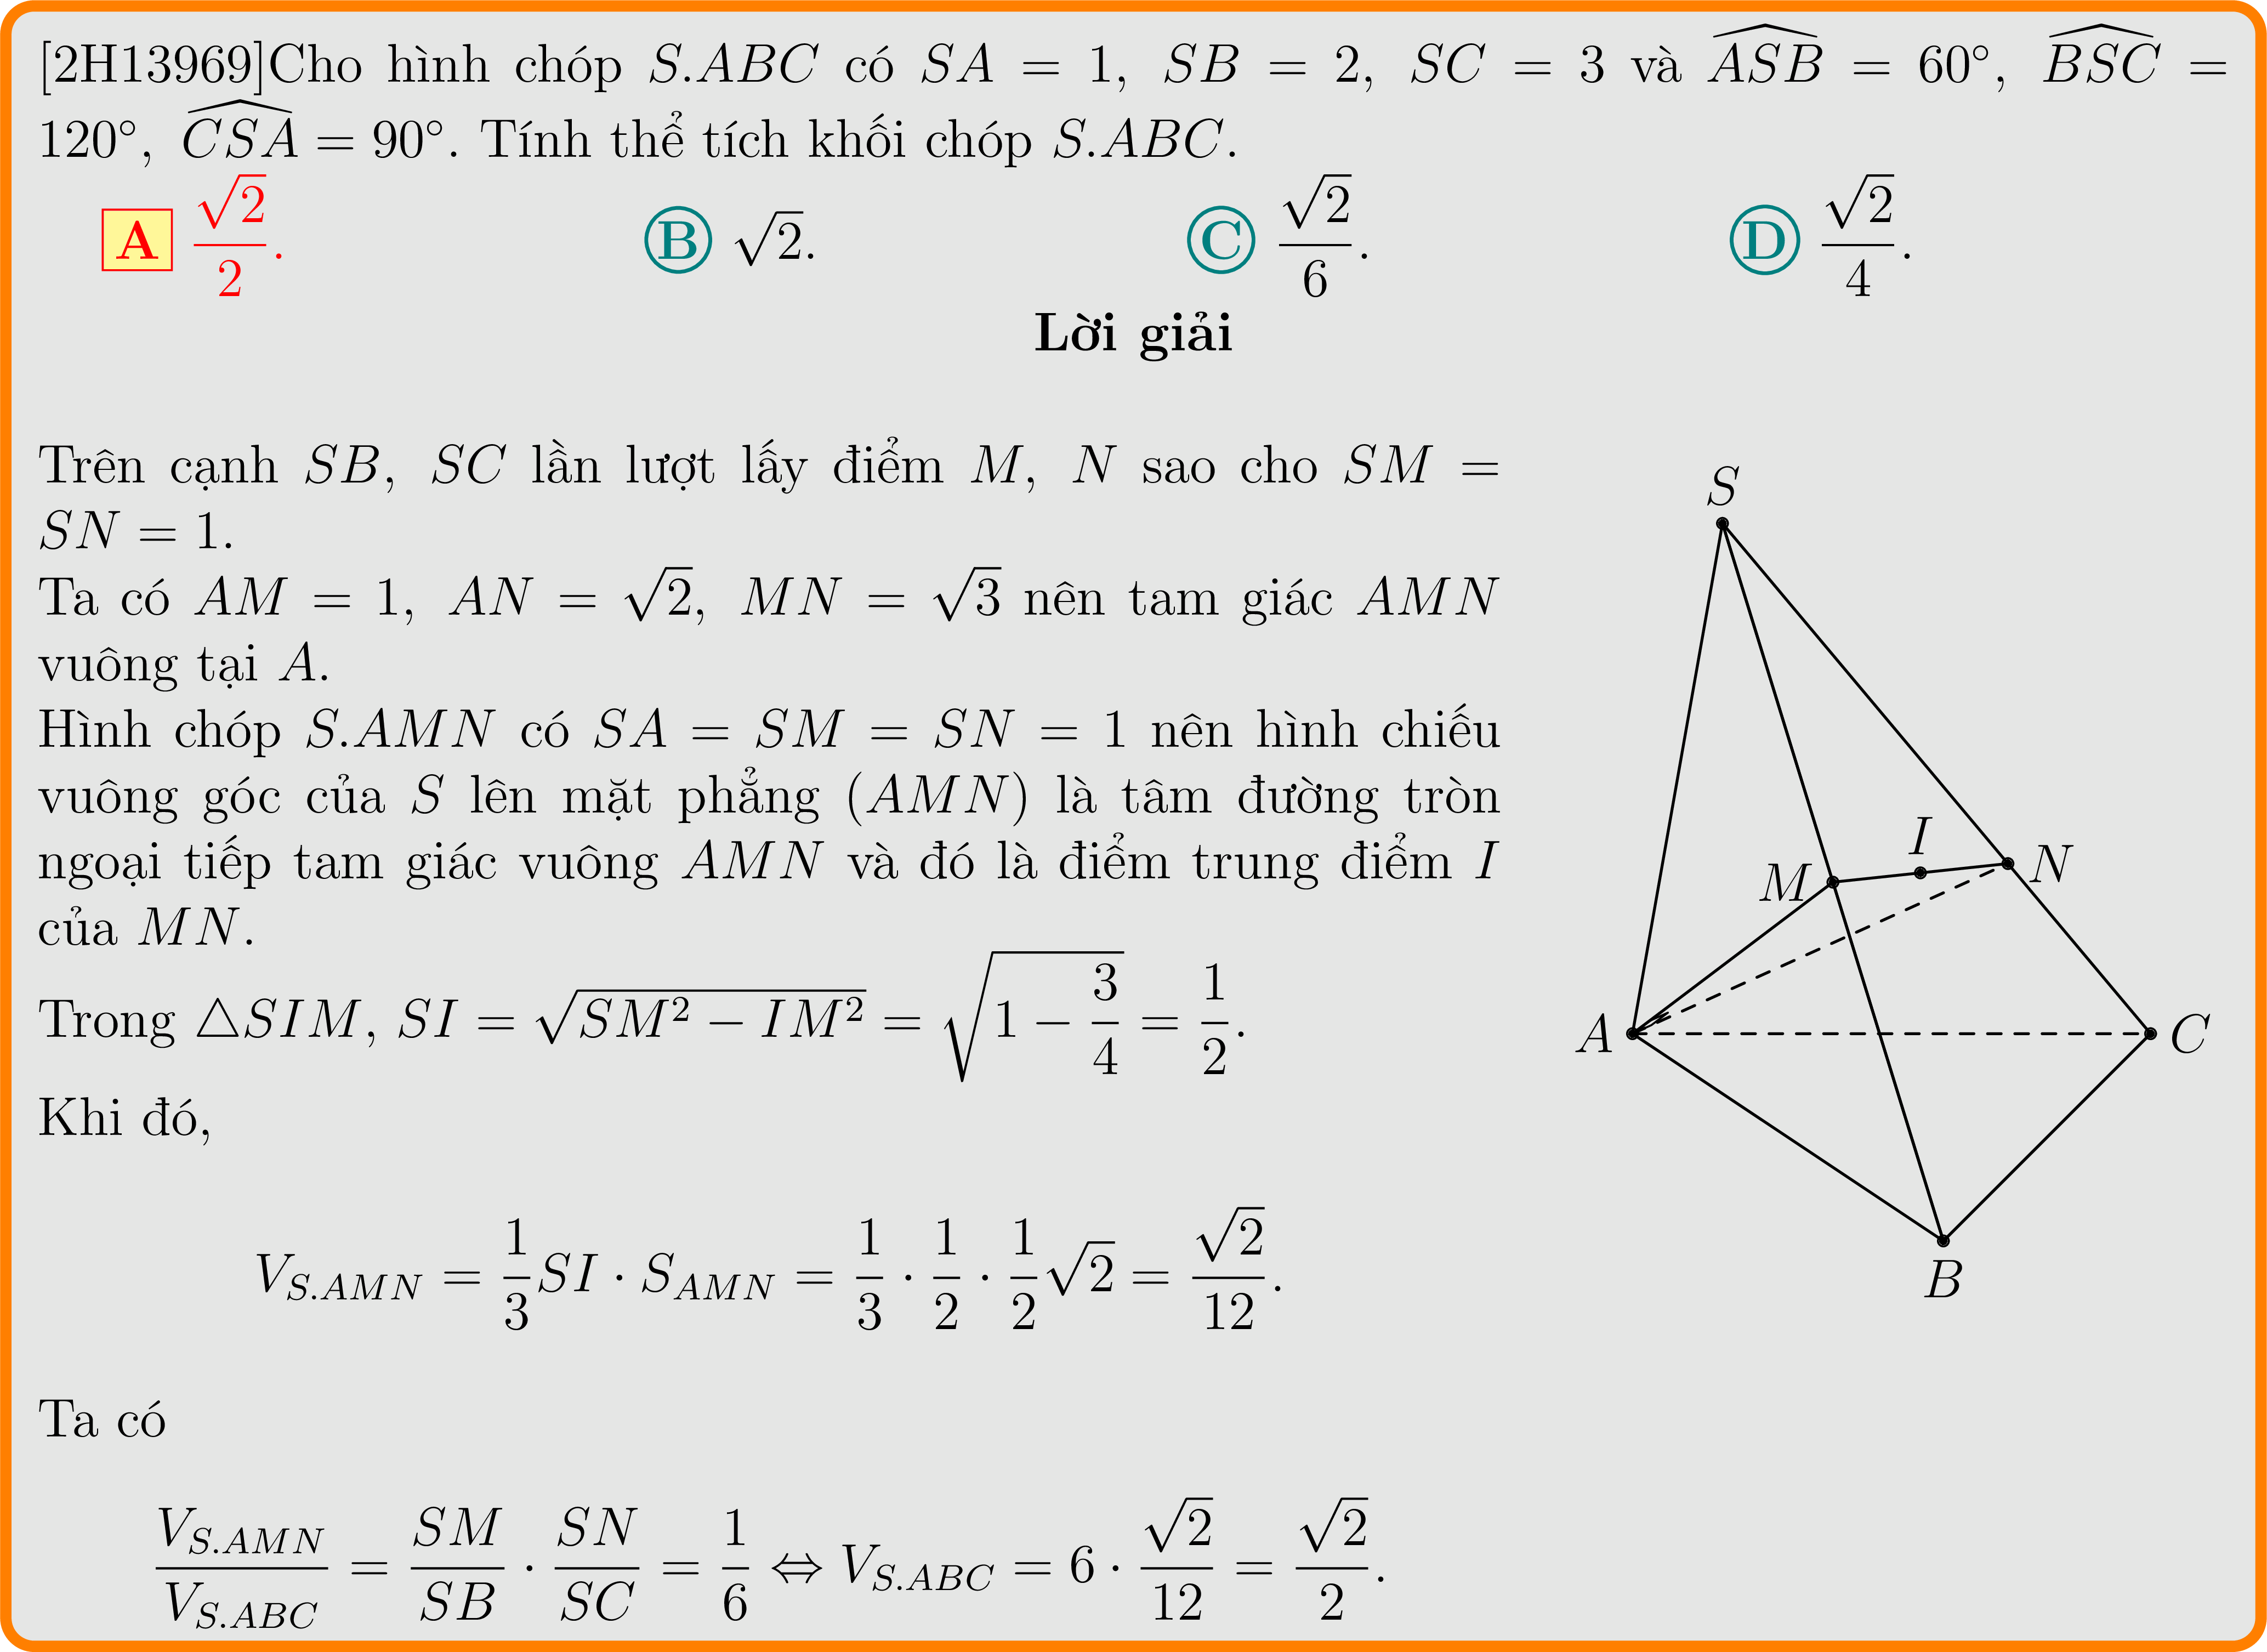 [2H13969]Cho hình chóp S.ABC có SA = 1, SB = 2, SC = 3 và $\widehat{ASB}$ = 60°, $\widehat{BSC}$ =
120°, $\widehat{CSA}$ = 90°. Tính thể tích khối chóp S.ABC.
A $\frac{\sqrt{2}}{2}$. B $\sqrt{2}$. C $\frac{\sqrt{2}}{6}$. D $\frac{\sqrt{2}}{4}$.
Lời giải
Trên cạnh SB, SC lần lượt lấy điểm M, N sao cho SM =
SN = 1.
Ta có AM = 1, AN = $\sqrt{2}$, MN = $\sqrt{3}$ nên tam giác AMN
vuông tại A.
Hình chóp S.AMN có SA = SM = SN = 1 nên hình chiếu
vuông góc của S lên mặt phẳng (AMN) là tâm đường tròn
ngoại tiếp tam giác vuông AMN và đó là điểm trung điểm I
của MN.
Trong △SIM, $SI = \sqrt{SM^2 - IM^2} = \sqrt{1 - \frac{3}{4}} = \frac{1}{2}$.
Khi đó,
$V_{S.AMN} = \frac{1}{3}SI \cdot S_{AMN} = \frac{1}{3} \cdot \frac{1}{2} \cdot \frac{1}{2}\sqrt{2} = \frac{\sqrt{2}}{12}$.
Ta có
$\frac{V_{S.AMN}}{V_{S.ABC}} = \frac{SM}{SB} \cdot \frac{SN}{SC} = \frac{1}{6} \Leftrightarrow V_{S.ABC} = 6 \cdot \frac{\sqrt{2}}{12} = \frac{\sqrt{2}}{2}$.
S
I
M
N
A
C
B